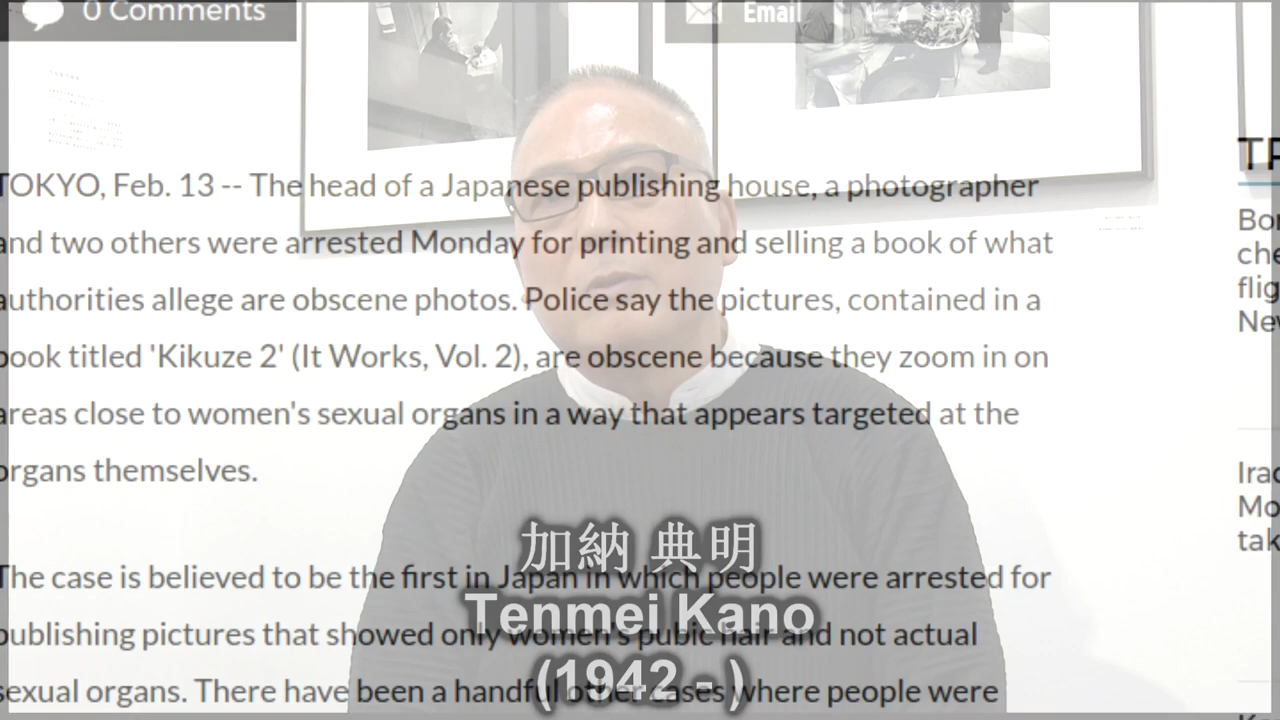 0 Comments
Email
TOKYO, Feb. 13 -- The head of a Japanese publishing house, a photographer
and two others were arrested Monday for printing and selling a book of what
authorities allege are obscene photos. Police say the pictures, contained in a
book titled 'Kikuze 2' (It Works, Vol. 2), are obscene because they zoom in on
areas close to women's sexual organs in a way that appears targeted at the
organs themselves.
The case is believed to be the first in Japan in which people were arrested for
publishing pictures that showed only women's pubic hair and not actual
sexual organs. There have been a handful other cases where people were
加納 典明
Tenmei Kano
(1942 - )